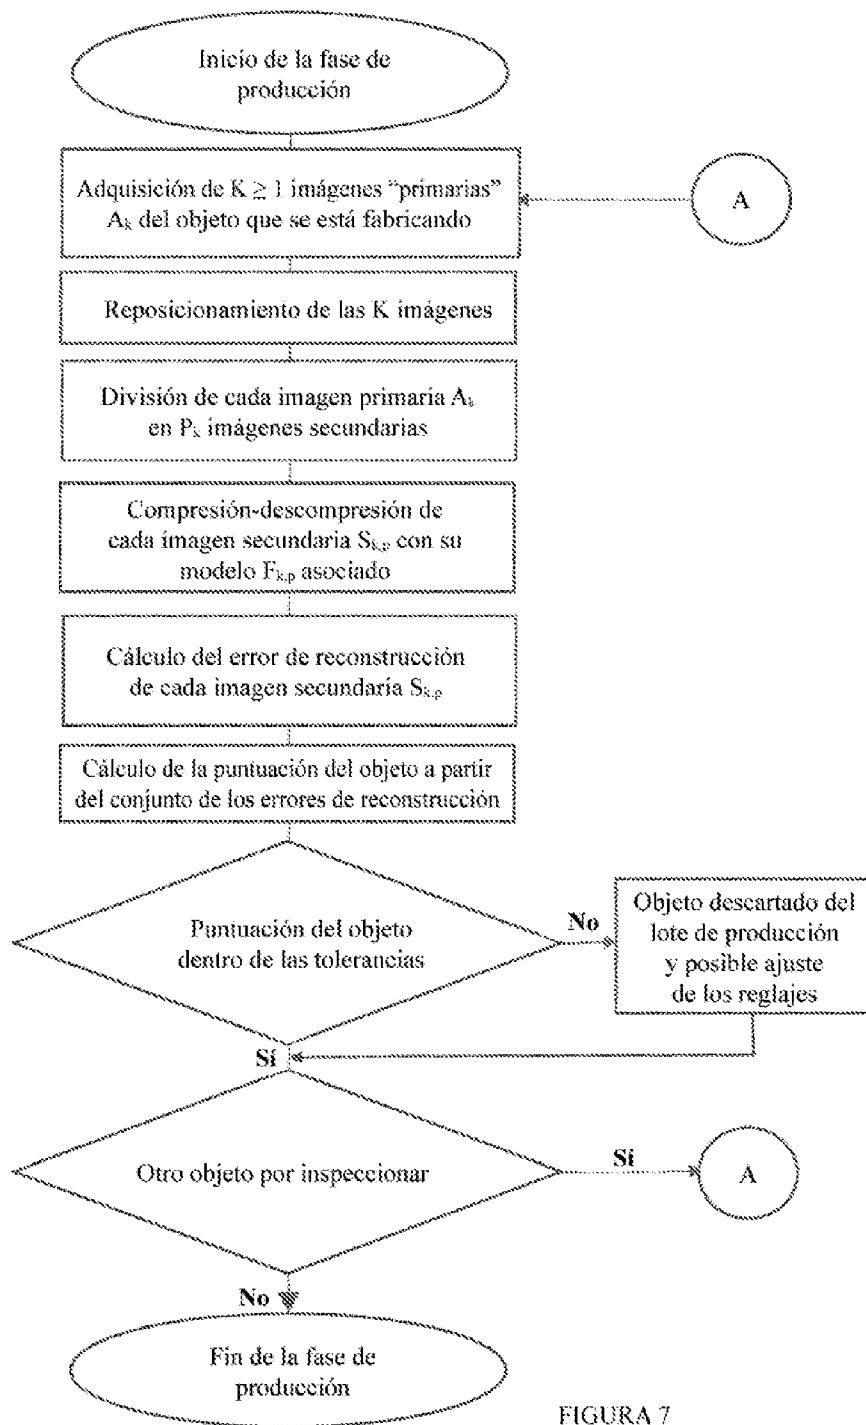 Inicio de la fase de
producción
Adquisición de K ≧ 1 imágenes “primarias”
Aₖ del objeto que se está fabricando
A
Reposicionamiento de las K imágenes
División de cada imagen primaria Aₖ
en Pₖ imágenes secundarias
Compresión-descompresión de
cada imagen secundaria Sₖ,ₚ con su
modelo Fₖ,ₚ asociado
Cálculo del error de reconstrucción
de cada imagen secundaria Sₖ,ₚ
Cálculo de la puntuación del objeto a partir
del conjunto de los errores de reconstrucción
Puntuación del objeto
dentro de las tolerancias
No
Objeto descartado del
lote de producción
y posible ajuste
de los reglajes
Sí
Otro objeto por inspeccionar
Sí
A
No
Fin de la fase de
producción
FIGURA 7